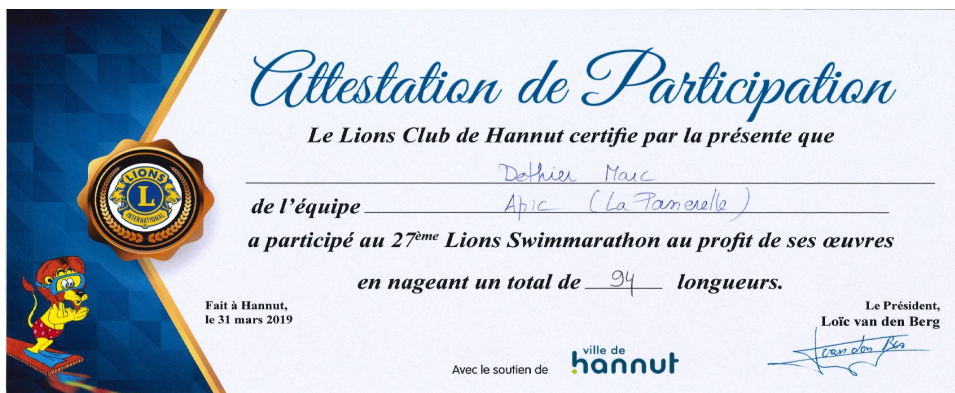 Attestation de Participation
Le Lions Club de Hannut certifie par la présente que
Dethier Marc
de l'équipe Apic (La Passerelle)
a participé au 27ème Lions Swimmarathon au profit de ses œuvres
en nageant un total de 94 longueurs.
LIONS
L
INTERNATIONAL
Fait à Hannut,
le 31 mars 2019
Le Président,
Loïc van den Berg
van den Ber
Avec le soutien de
ville de
hannut